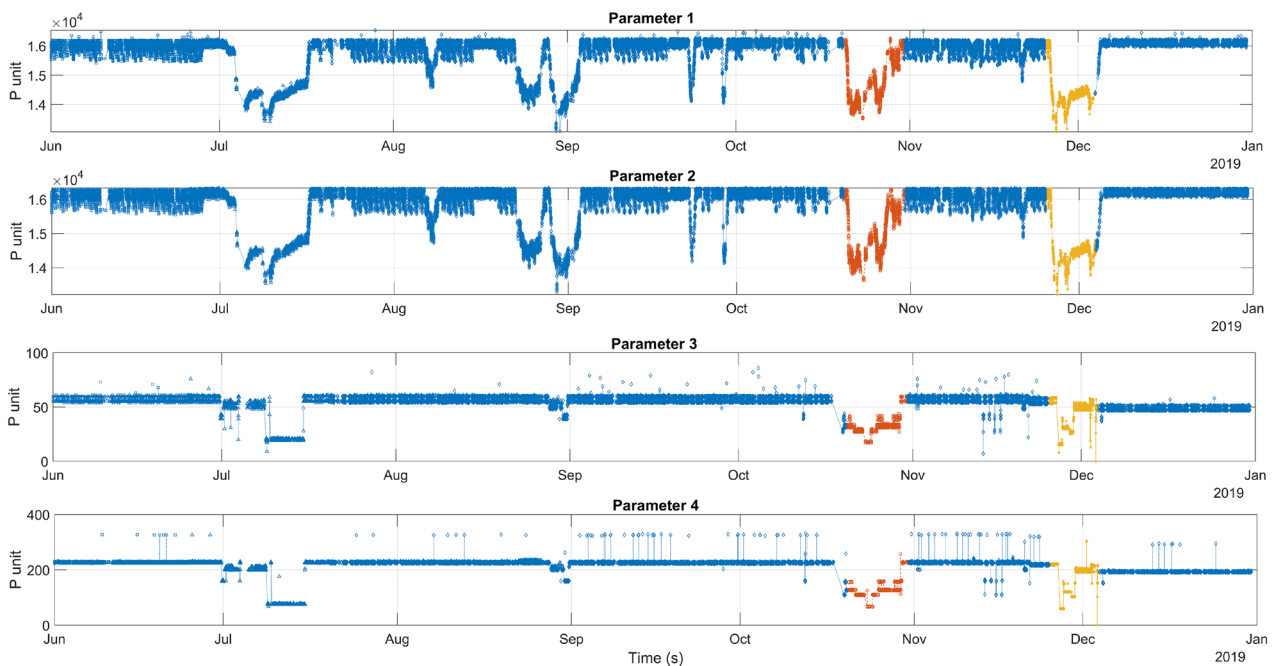 Parameter 1
×10⁴
1.6
1.5
1.4
P unit
Jun Jul Aug Sep Oct Nov Dec Jan
2019
Parameter 2
×10⁴
1.6
1.5
1.4
P unit
Jun Jul Aug Sep Oct Nov Dec Jan
2019
Parameter 3
100
50
0
P unit
Jun Jul Aug Sep Oct Nov Dec Jan
2019
Parameter 4
400
200
0
P unit
Jun Jul Aug Sep Oct Nov Dec Jan
Time (s)
2019